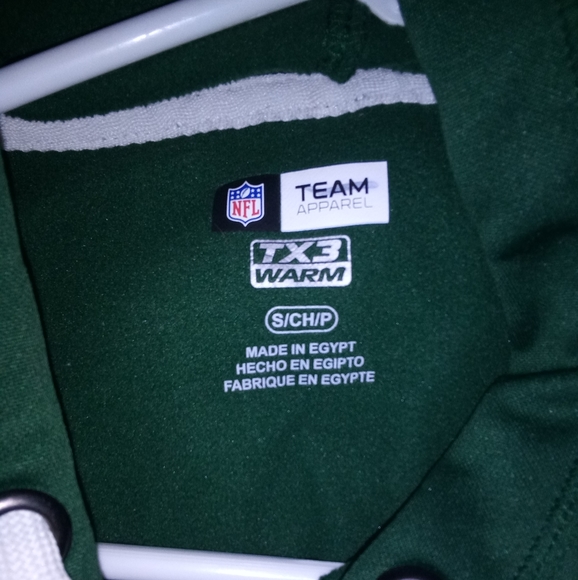 NFL
TEAM
APPAREL
TX3
WARM
S/CH/P
MADE IN EGYPT
HECHO EN EGIPTO
FABRIQUE EN EGYPTE